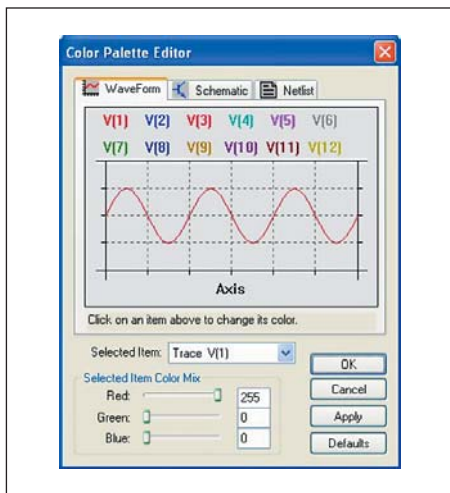 Color Palette Editor
WaveForm Schematic Netlist
V(1) V(2) V(3) V(4) V(5) V(6)
V(7) V(8) V(9) V(10) V(11) V(12)
Axis
Click on an item above to change its color.
Selected Item: Trace V(1)
Selected Item Color Mix
Red: 255
Green: 0
Blue: 0
OK
Cancel
Apply
Defaults